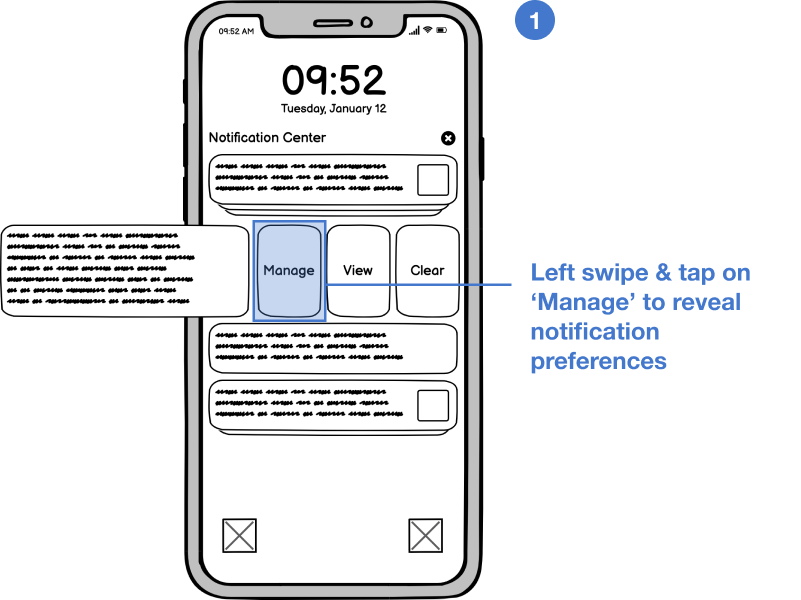 1
09:52 AM
09:52
Tuesday, January 12
Notification Center
Manage
View
Clear
Left swipe & tap on
‘Manage’ to reveal
notification
preferences